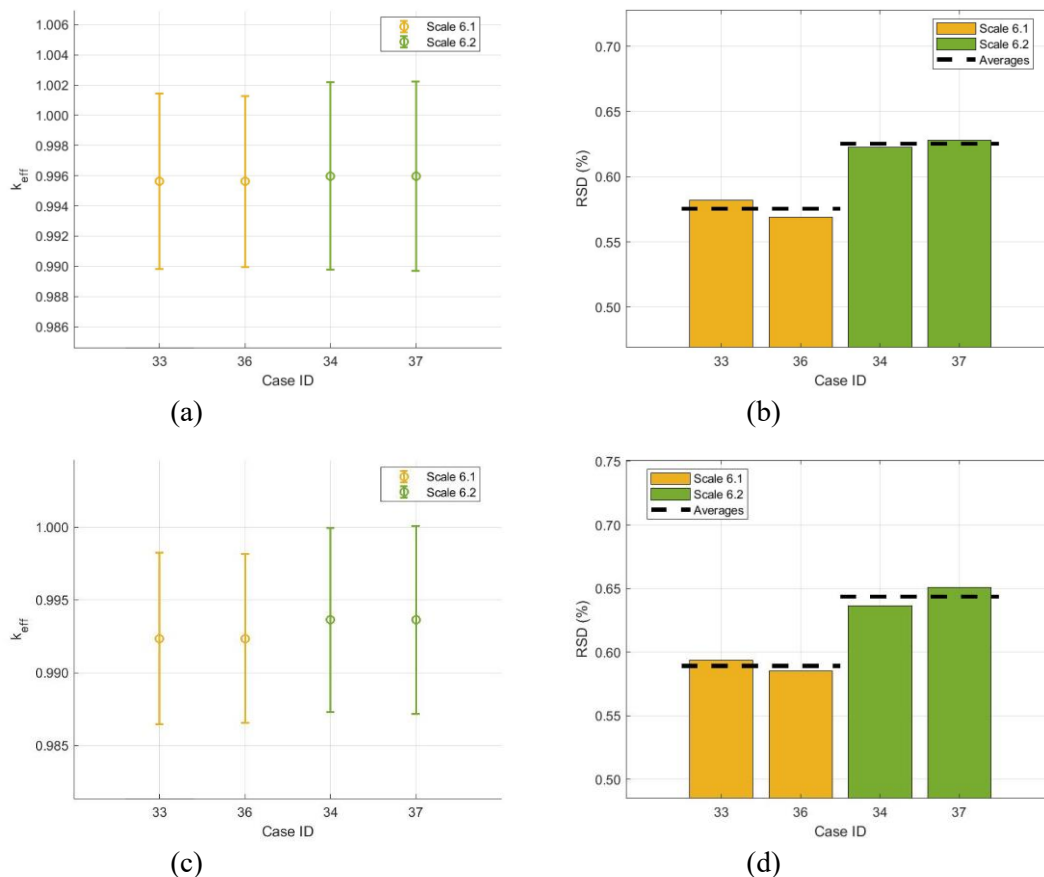 1.006
1.004
1.002
1.000
0.998
0.996
0.994
0.992
0.990
0.988
0.986
keff
Scale 6.1
Scale 6.2
33 36 34 37
Case ID
(a)
0.70
0.65
0.60
0.55
0.50
RSD (%)
Scale 6.1
Scale 6.2
Averages
33 36 34 37
Case ID
(b)
1.000
0.995
0.990
0.985
keff
Scale 6.1
Scale 6.2
33 36 34 37
Case ID
(c)
0.75
0.70
0.65
0.60
0.55
0.50
RSD (%)
Scale 6.1
Scale 6.2
Averages
33 36 34 37
Case ID
(d)